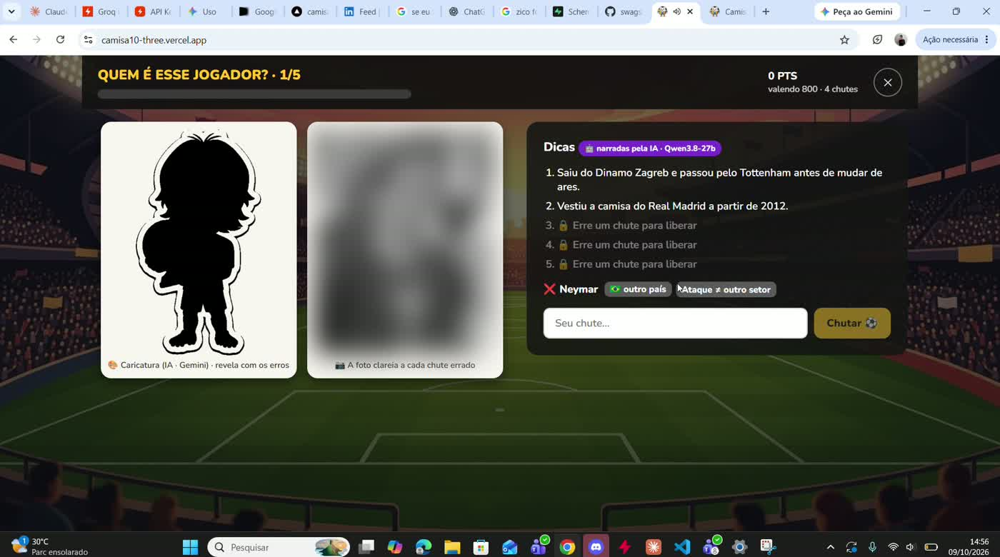 Claude
Groq
API Ke
Uso
Goog
camis
Feed
se eu
ChatG
zico fo
Scher
swags
Camis
Peça ao Gemini
camisa10-three.vercel.app
Ação necessária
QUEM É ESSE JOGADOR? · 1/5
0 PTS
valendo 800 · 4 chutes
🎨 Caricatura (IA · Gemini) · revela com os erros
📷 A foto clareia a cada chute errado
Dicas 🤖 narradas pela IA · Qwen3.8-27b
1. Saiu do Dinamo Zagreb e passou pelo Tottenham antes de mudar de
ares.
2. Vestiu a camisa do Real Madrid a partir de 2012.
3. 🔒 Erre um chute para liberar
4. 🔒 Erre um chute para liberar
5. 🔒 Erre um chute para liberar
❌ Neymar 🇧🇷 outro país Ataque ≠ outro setor
Seu chute...
Chutar ⚽
1
30°C
Parc ensolarado
Pesquisar
14:56
09/10/2026